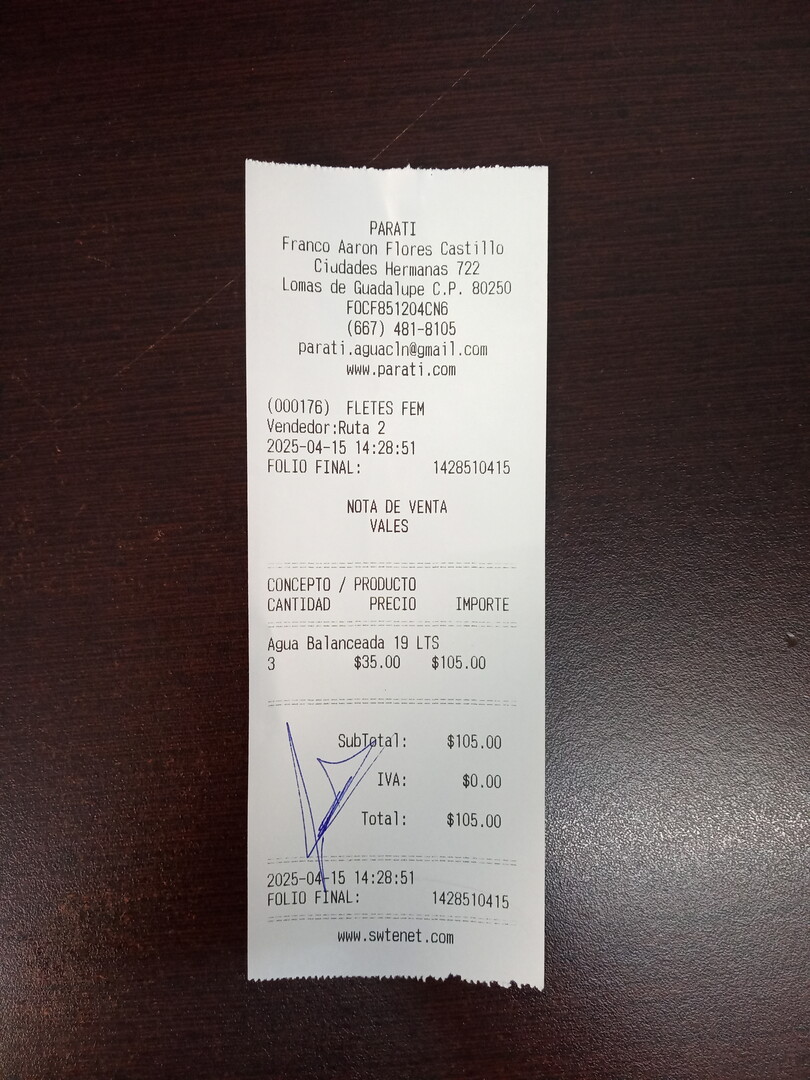 PARATI
Franco Aaron Flores Castillo
Ciudades Hermanas 722
Lomas de Guadalupe C.P. 80250
FOCF851204CN6
(667) 481-8105
parati.aguacln@gmail.com
www.parati.com
(000176) FLETES FEM
Vendedor:Ruta 2
2025-04-15 14:28:51
FOLIO FINAL: 1428510415
NOTA DE VENTA
VALES
CONCEPTO / PRODUCTO
CANTIDAD PRECIO IMPORTE
Agua Balanceada 19 LTS
3 $35.00 $105.00
SubTotal: $105.00
IVA: $0.00
Total: $105.00
2025-04-15 14:28:51
FOLIO FINAL: 1428510415
www.swtenet.com